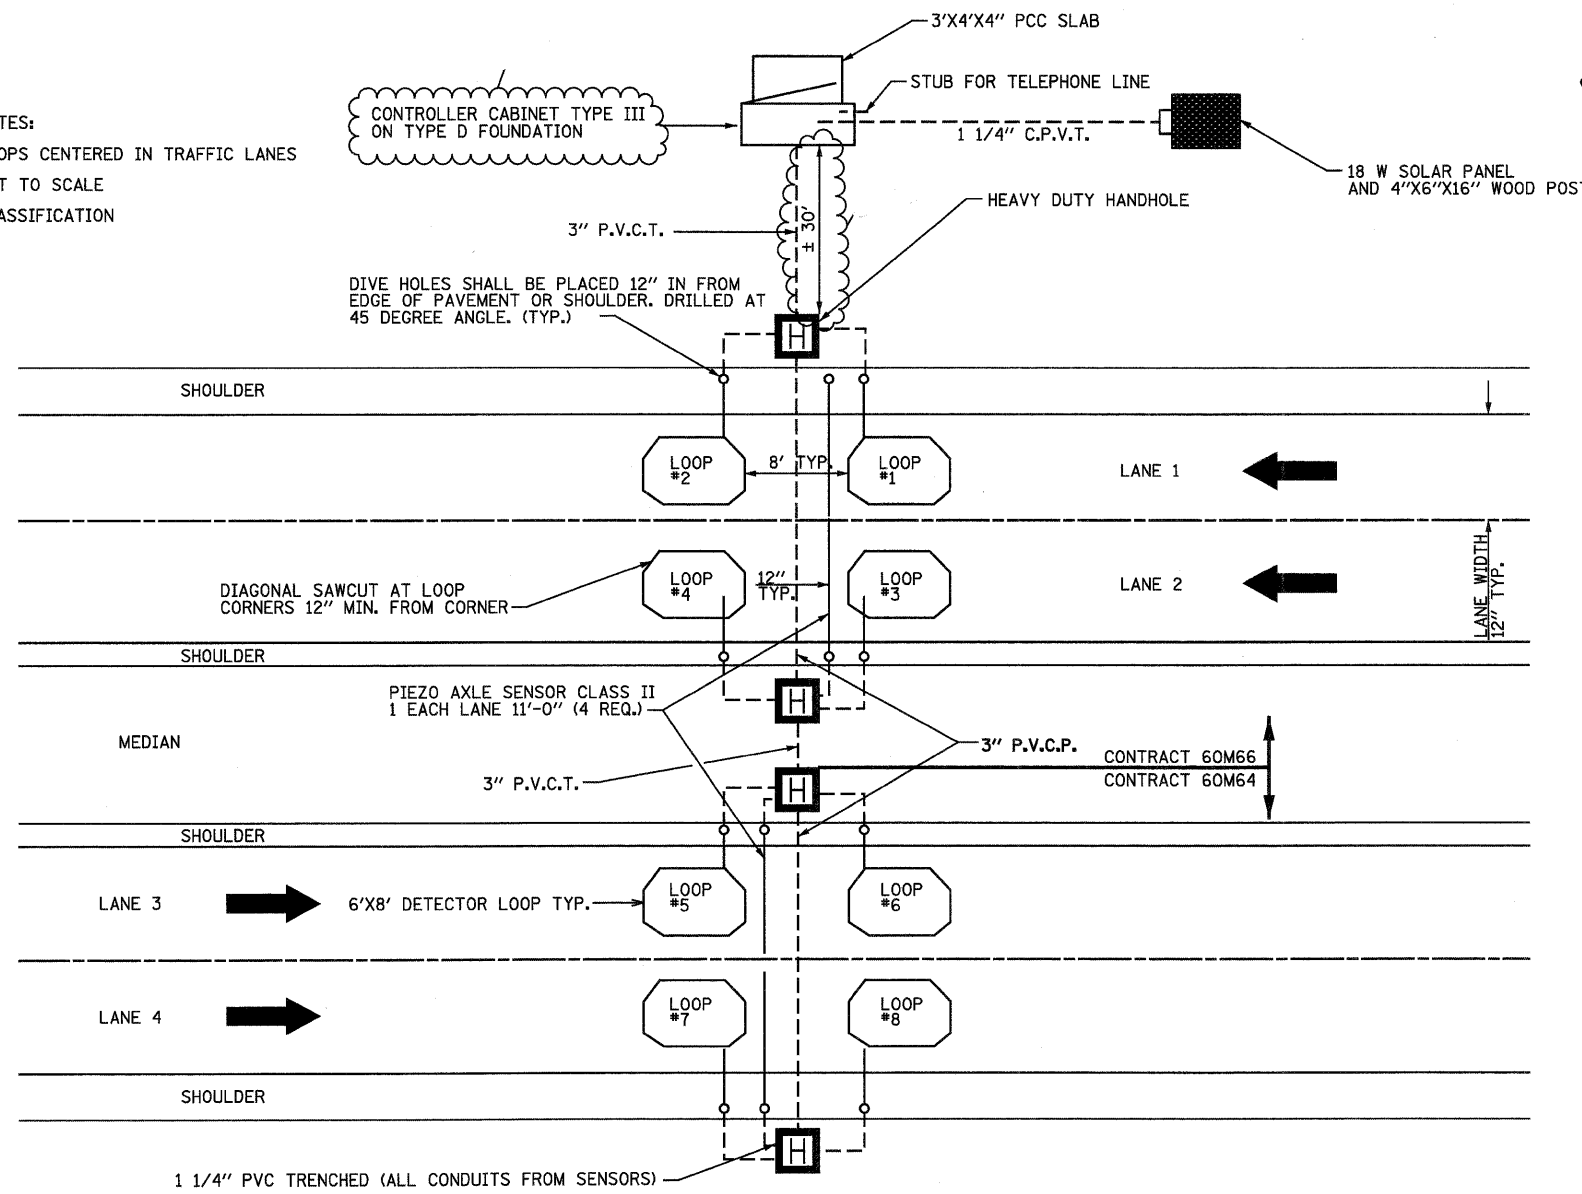 3'X4'X4" PCC SLAB
STUB FOR TELEPHONE LINE
CONTROLLER CABINET TYPE III
ON TYPE D FOUNDATION
TES:
OPS CENTERED IN TRAFFIC LANES
T TO SCALE
ASSIFICATION
1 1/4" C.P.V.T.
18 W SOLAR PANEL
AND 4"X6"X16" WOOD POST
HEAVY DUTY HANDHOLE
3" P.V.C.T.
± 30'
DIVE HOLES SHALL BE PLACED 12" IN FROM
EDGE OF PAVEMENT OR SHOULDER. DRILLED AT
45 DEGREE ANGLE. (TYP.)
H
SHOULDER
LOOP
#2
8' TYP.
LOOP
#1
LANE 1
LOOP
#4
12"
TYP.
LOOP
#3
LANE 2
LANE WIDTH
12" TYP.
DIAGONAL SAWCUT AT LOOP
CORNERS 12" MIN. FROM CORNER
SHOULDER
PIEZO AXLE SENSOR CLASS II
1 EACH LANE 11'-0" (4 REQ.)
H
MEDIAN
3" P.V.C.P.
3" P.V.C.T.
H
CONTRACT 60M66
CONTRACT 60M64
SHOULDER
LANE 3
6'X8' DETECTOR LOOP TYP.
LOOP
#5
LOOP
#6
LANE 4
LOOP
#7
LOOP
#8
SHOULDER
H
1 1/4" PVC TRENCHED (ALL CONDUITS FROM SENSORS)